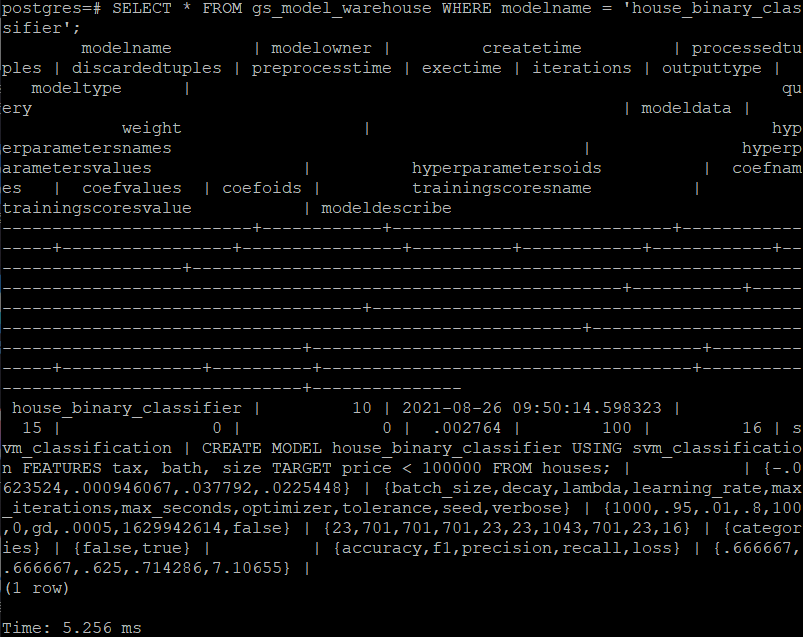 postgres=# SELECT * FROM gs_model_warehouse WHERE modelname = 'house_binary_clas
sifier';
        modelname        | modelowner |         createtime         | processedtu
ples | discardedtuples | preprocesstime | exectime | iterations | outputtype |
   modeltype      |                                                           qu
ery                                                           | modeldata |
            weight                  |                                        hyp
erparametersnames                                         |               hyperp
arametersvalues               |          hyperparametersoids          |  coefnam
es   |  coefvalues  | coefoids |         trainingscoresname          |
trainingscoresvalue           | modeldescribe
-------------------------+------------+----------------------------+------------
-----+-----------------+----------------+----------+------------+------------+--
------------------+-------------------------------------------------------------
--------------------------------------------------------------+-----------+-----
------------------------------------+-------------------------------------------
----------------------------------------------------------+---------------------
------------------------------+---------------------------------------+---------
-----+--------------+----------+-------------------------------------+----------
------------------------------+---------------
 house_binary_classifier |         10 | 2021-08-26 09:50:14.598323 |
  15 |               0 |              0 |  .002764 |        100 |         16 | s
vm_classification | CREATE MODEL house_binary_classifier USING svm_classificatio
n FEATURES tax, bath, size TARGET price < 100000 FROM houses; |           | {-.0
623524,.000946067,.037792,.0225448} | {batch_size,decay,lambda,learning_rate,max
_iterations,max_seconds,optimizer,tolerance,seed,verbose} | {1000,.95,.01,.8,100
,0,gd,.0005,1629942614,false} | {23,701,701,701,23,23,1043,701,23,16} | {categor
ies} | {false,true} |          | {accuracy,f1,precision,recall,loss} | {.666667,
.666667,.625,.714286,7.10655} |
(1 row)
Time: 5.256 ms